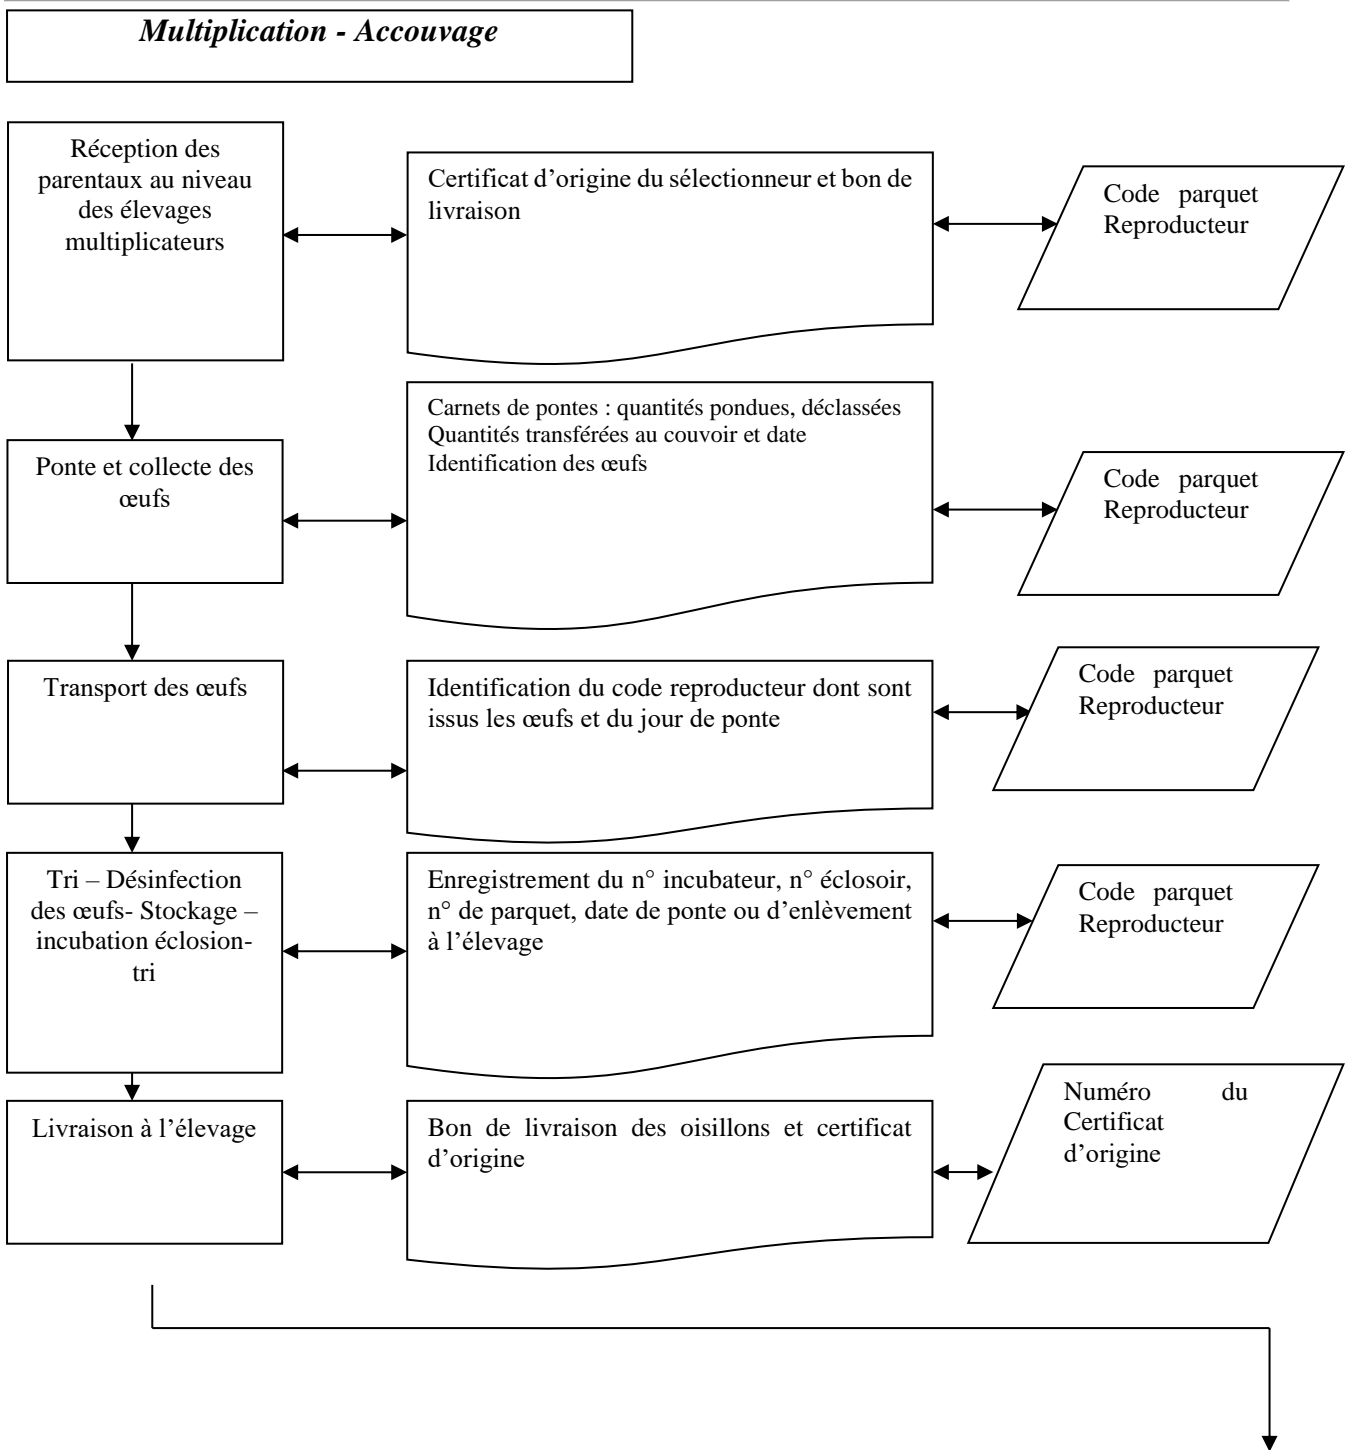 Multiplication - Accouvage
Réception des
parentaux au niveau
des élevages
multiplicateurs
Certificat d’origine du sélectionneur et bon de
livraison
Code parquet
Reproducteur
Carnets de pontes : quantités pondues, déclassées
Quantités transférées au couvoir et date
Identification des œufs
Ponte et collecte des
œufs
Code parquet
Reproducteur
Transport des œufs
Identification du code reproducteur dont sont
issus les œufs et du jour de ponte
Code parquet
Reproducteur
Tri – Désinfection
des œufs- Stockage –
incubation éclosion-
tri
Enregistrement du n° incubateur, n° éclosoir,
n° de parquet, date de ponte ou d’enlèvement
à l’élevage
Code parquet
Reproducteur
Livraison à l’élevage
Bon de livraison des oisillons et certificat
d’origine
Numéro du
Certificat
d’origine